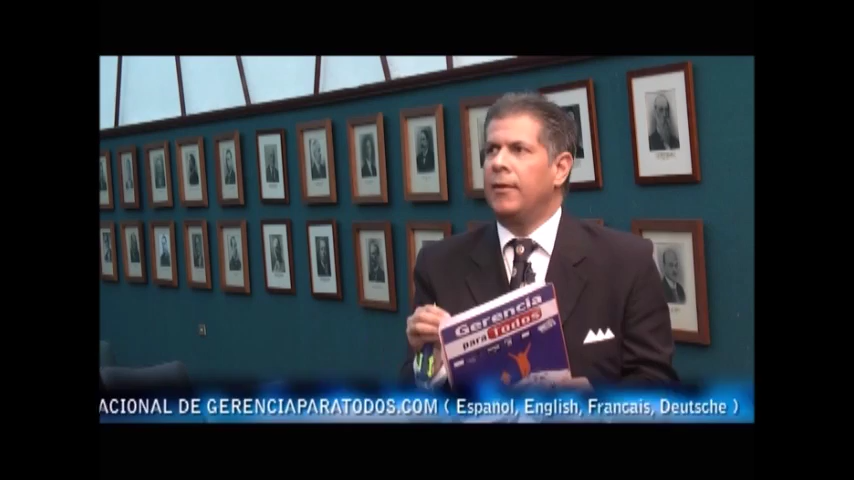 Gerencia
para Todos
ACIONAL DE GERENCIAPARATODOS.COM ( Espanol, English, Francais, Deutsche )